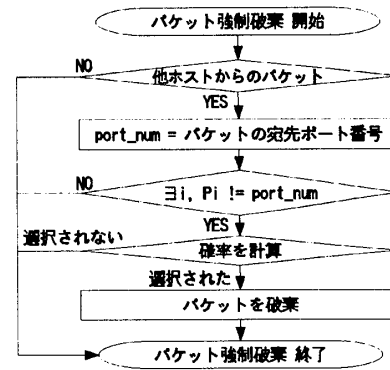 パケット強制破棄 開始
NO
他ホストからのパケット
YES
port_num = パケットの宛先ポート番号
NO
∃i, Pi != port_num
YES
選択されない
確率を計算
選択された
パケットを破棄
パケット強制破棄 終了